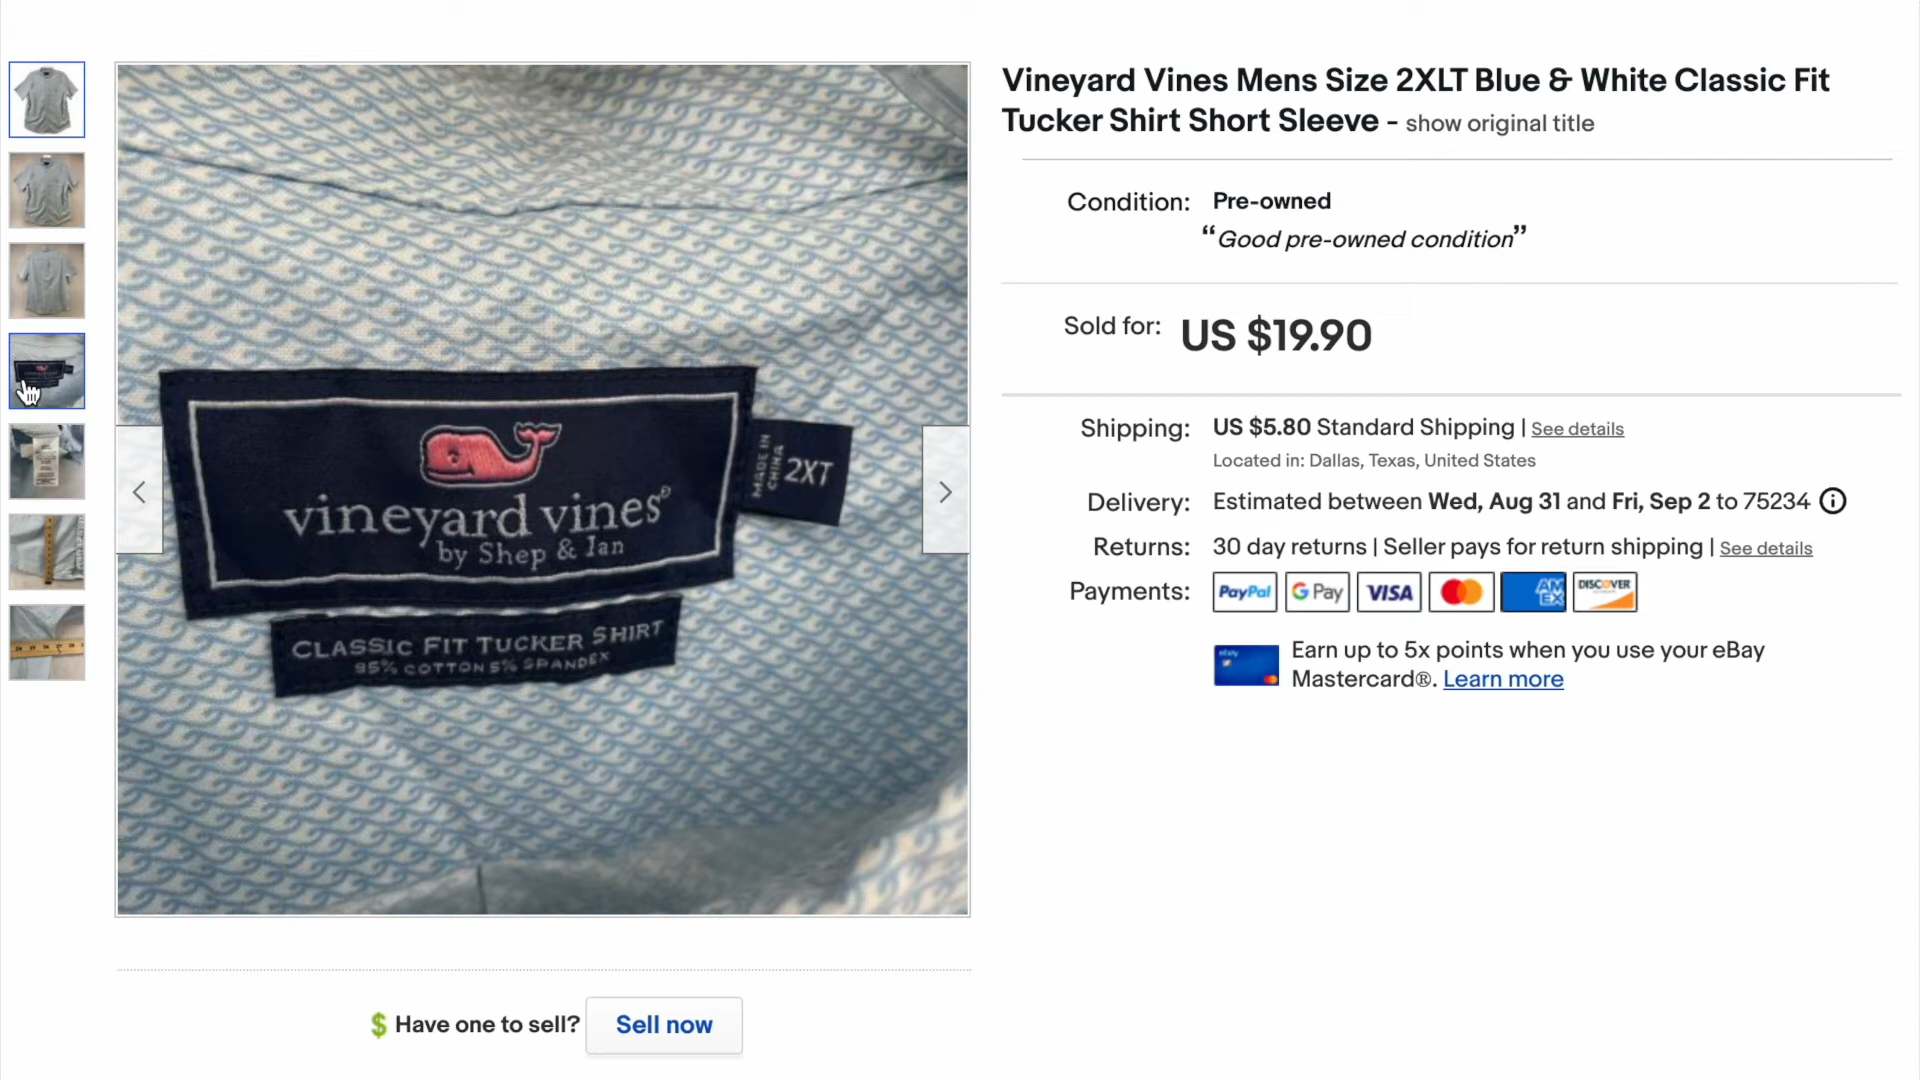 Vineyard Vines Mens Size 2XLT Blue & White Classic Fit
Tucker Shirt Short Sleeve - show original title
Condition: Pre-owned
“Good pre-owned condition”
Sold for: US $19.90
Shipping: US $5.80 Standard Shipping | See details
Located in: Dallas, Texas, United States
Delivery: Estimated between Wed, Aug 31 and Fri, Sep 2 to 75234
Returns: 30 day returns | Seller pays for return shipping | See details
Payments: PayPal G Pay VISA AM EX DISCOVER
ebay
Earn up to 5x points when you use your eBay
Mastercard®. Learn more
vineyard vines®
by Shep & Ian
MADE IN
CHINA
2XT
CLASSIC FIT TUCKER SHIRT
95% COTTON 5% SPANDEX
$ Have one to sell? Sell now